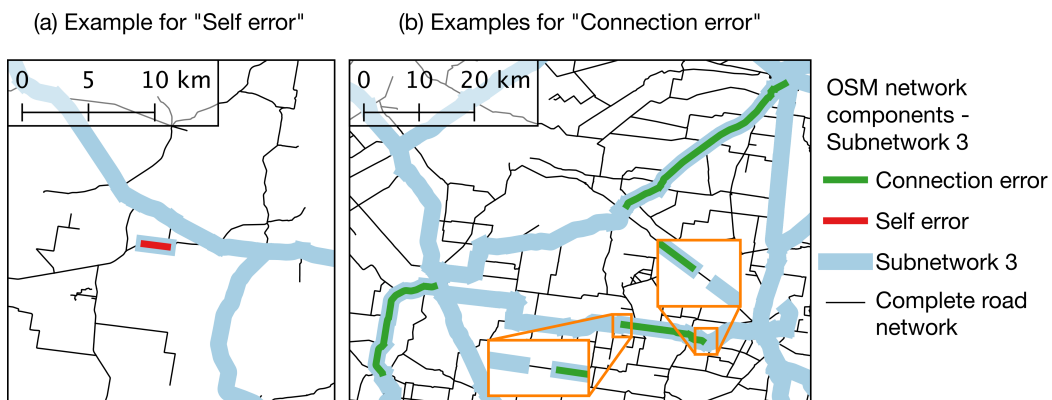 (a) Example for "Self error"
(b) Examples for "Connection error"
0 5 10 km
0 10 20 km
OSM network
components -
Subnetwork 3
Connection error
Self error
Subnetwork 3
Complete road
network